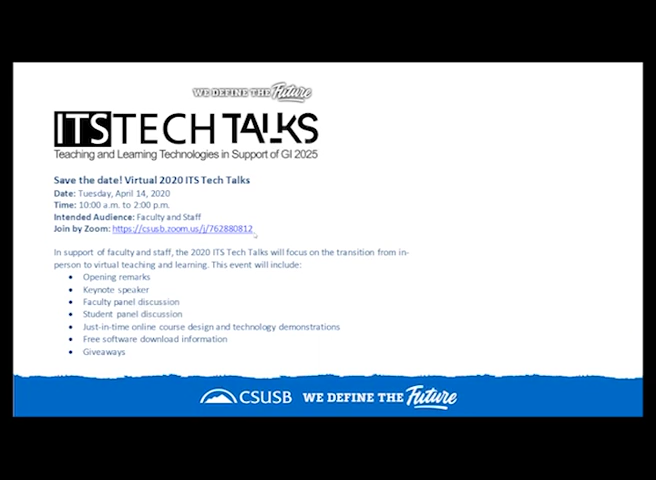 WE DEFINE THE Future
ITS TECH TALKS
Teaching and Learning Technologies in Support of GI 2025
Save the date! Virtual 2020 ITS Tech Talks
Date: Tuesday, April 14, 2020
Time: 10:00 a.m. to 2:00 p.m.
Intended Audience: Faculty and Staff
Join by Zoom: https://csusb.zoom.us/j/762880812
In support of faculty and staff, the 2020 ITS Tech Talks will focus on the transition from in-
person to virtual teaching and learning. This event will include:
• Opening remarks
• Keynote speaker
• Faculty panel discussion
• Student panel discussion
• Just-in-time online course design and technology demonstrations
• Free software download information
• Giveaways
CSUSB WE DEFINE THE Future